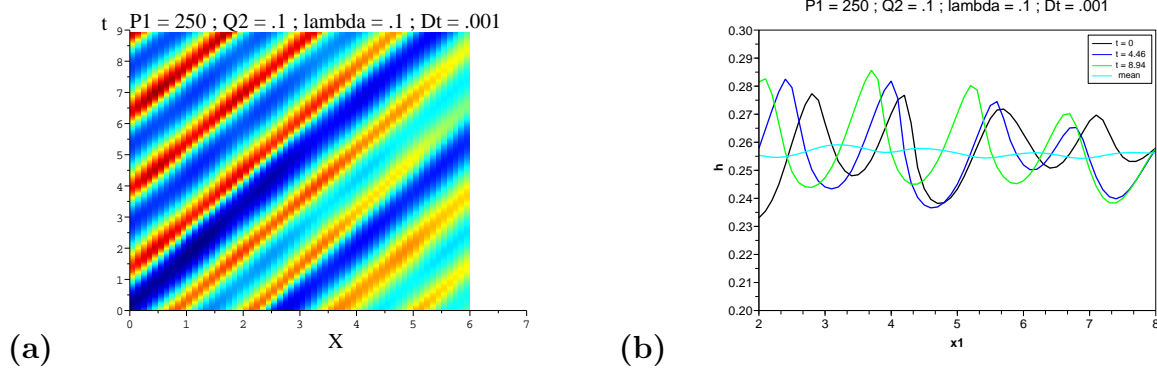 t P1 = 250 ; Q2 = .1 ; lambda = .1 ; Dt = .001
9
8
7
6
5
4
3
2
1
0
0 1 2 3 4 5 6 7
X
(a)
P1 = 250 ; Q2 = .1 ; lambda = .1 ; Dt = .001
0.30
0.29
0.28
0.27
0.26
0.25
0.24
0.23
0.22
0.21
0.20
h
t = 0
t = 4.46
t = 8.94
mean
2 3 4 5 6 7 8
x1
(b)